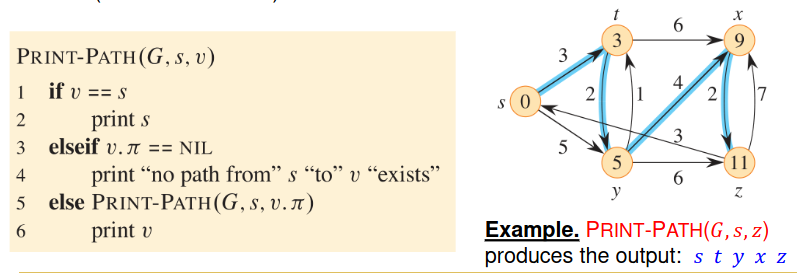 PRINT-PATH(G, s, v)
1 if v == s
2 print s
3 elseif v.π == NIL
4 print “no path from” s “to” v “exists”
5 else PRINT-PATH(G, s, v.π)
6 print v
t x
6
3 9
3
2 1 4 2 7
s 0
3
5
5 11
6
y z
Example. PRINT-PATH(G, s, z)
produces the output: s t y x z